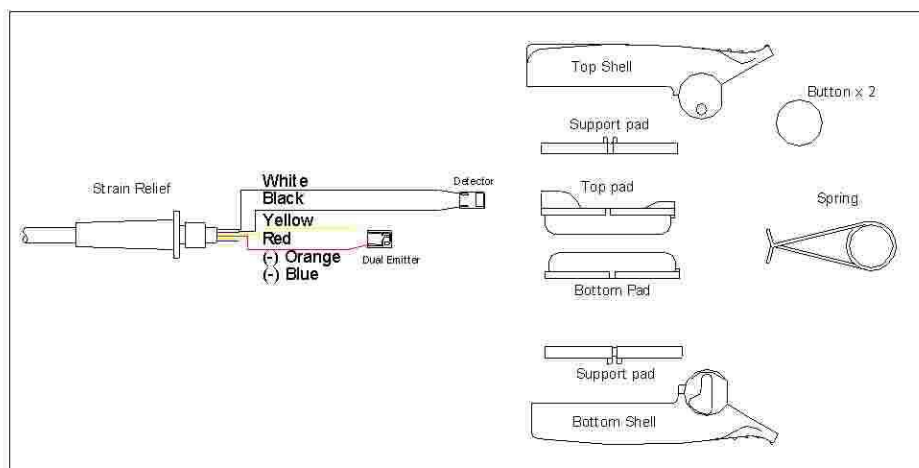 Strain Relief
White
Black
Yellow
Red
(-) Orange
(-) Blue
Detector
Dual Emitter
Top Shell
Support pad
Top pad
Bottom Pad
Support pad
Bottom Shell
Button x 2
Spring